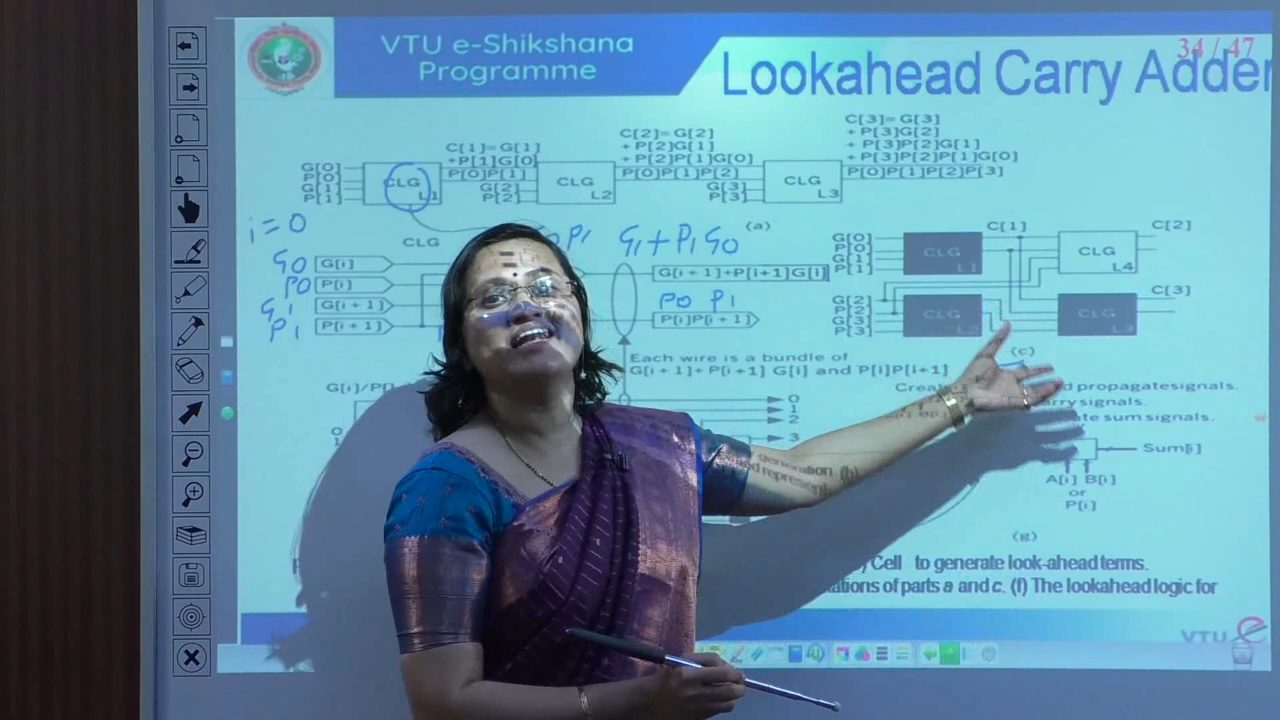 VTU e-Shikshana
Programme
34 / 47
Lookahead Carry Adder
C[1]= G[1]
+P[1]G[0]
P[0]P[1]
C[2]= G[2]
+ P[2]G[1]
+ P[2]P[1]G[0]
P[0]P[1]P[2]
C[3]= G[3]
+ P[3]G[2]
+ P[3]P[2]G[1]
+ P[3]P[2]P[1]G[0]
P[0]P[1]P[2]P[3]
G[0]
P[0]
G[1]
P[1]
CLG
L1
G[2]
P[2]
CLG
L2
G[3]
P[3]
CLG
L3
(a)
i=0
CLG
G0 G[i]
P0 P[i]
G1 G[i+1]
P1 P[i+1]
P1
G1+P1 G0
G[i+1]+P[i+1]G[i]
P0 P1
P[i]P[i+1]
G[0]
P[0]
G[1]
P[1]
CLG
L1
C[1]
CLG
L4
C[2]
G[2]
P[2]
G[3]
P[3]
CLG
L2
CLG
L3
C[3]
(c)
Each wire is a bundle of
G[i+1]+P[i+1] G[i] and P[i]P[i+1]
G[i]/P[i
0
1
2
3
propagate signals.
signals.
sum signals.
Sum[i]
A[i] B[i]
or
P[i]
generation. (b)
(g)
Cell to generate look-ahead terms.
of parts a and c. (f) The lookahead logic for
VTU e